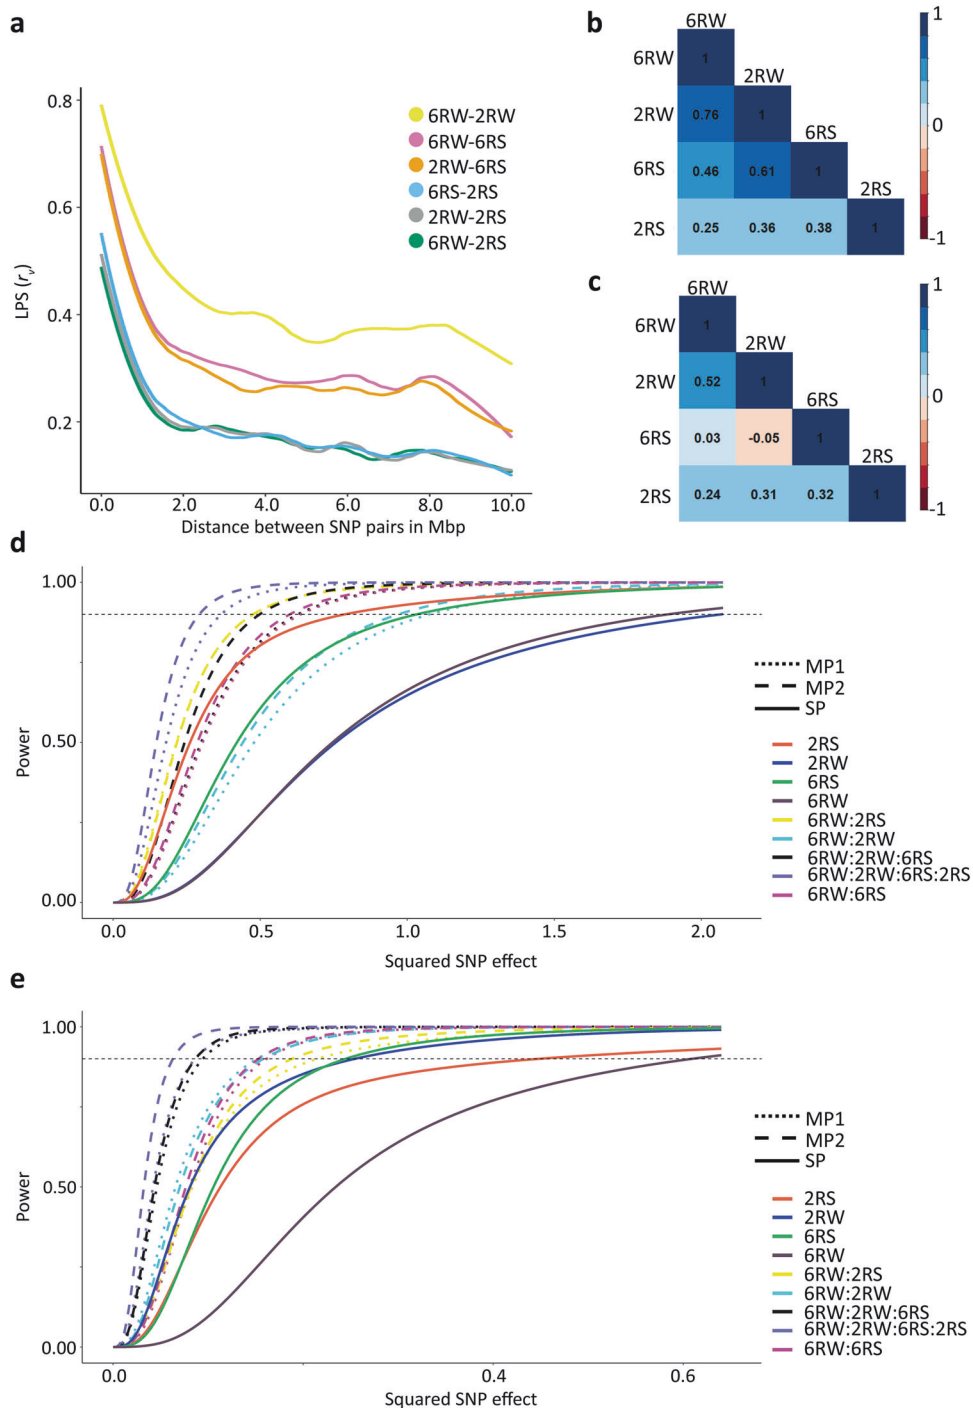 a
0.8
0.6
0.4
0.2
LPS (rv)
0.0 2.0 4.0 6.0 8.0 10.0
Distance between SNP pairs in Mbp
6RW-2RW
6RW-6RS
2RW-6RS
6RS-2RS
2RW-2RS
6RW-2RS
b
6RW
6RW 1
2RW
2RW 0.76 1
6RS
6RS 0.46 0.61 1
2RS
2RS 0.25 0.36 0.38 1
1
0
-1
c
6RW
6RW 1
2RW
2RW 0.52 1
6RS
6RS 0.03 -0.05 1
2RS
2RS 0.24 0.31 0.32 1
1
0
-1
d
1.00
0.50
0.00
Power
0.0 0.5 1.0 1.5 2.0
Squared SNP effect
MP1
MP2
SP
2RS
2RW
6RS
6RW
6RW:2RS
6RW:2RW
6RW:2RW:6RS
6RW:2RW:6RS:2RS
6RW:6RS
e
1.00
0.50
0.00
Power
0.0 0.4 0.6
Squared SNP effect
MP1
MP2
SP
2RS
2RW
6RS
6RW
6RW:2RS
6RW:2RW
6RW:2RW:6RS
6RW:2RW:6RS:2RS
6RW:6RS